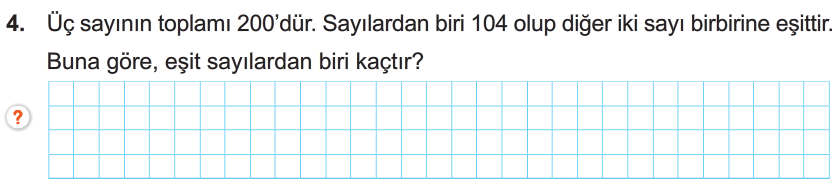 4. Üç sayının toplamı 200'dür. Sayılardan biri 104 olup diğer iki sayı birbirine eşittir.
Buna göre, eşit sayılardan biri kaçtır?
?